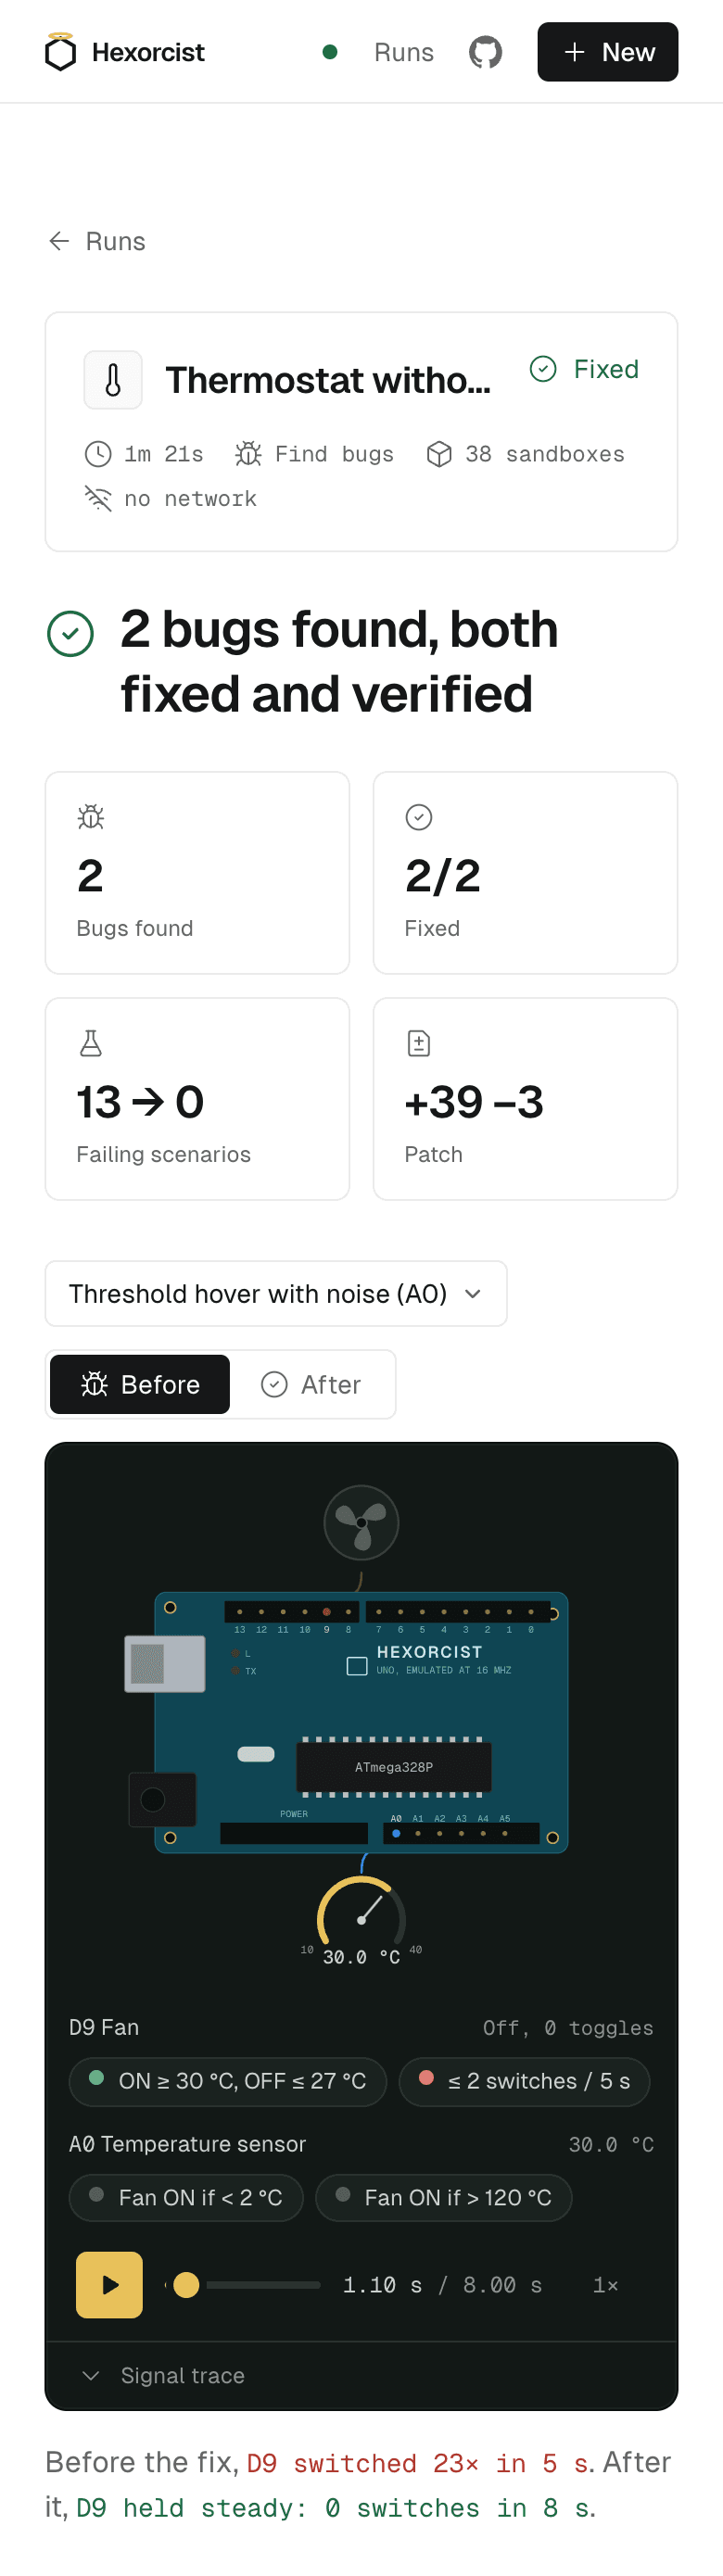 Hexorcist
Runs
New
Runs
Thermostat witho...
Fixed
1m 21s
Find bugs
38 sandboxes
no network
2 bugs found, both
fixed and verified
2
Bugs found
2/2
Fixed
13 → 0
Failing scenarios
+39 −3
Patch
Threshold hover with noise (A0)
Before
After
13 12 11 10 9 8 7 6 5 4 3 2 1 0
L
TX
HEXORCIST
UNO, EMULATED AT 16 MHZ
ATmega328P
POWER
A0 A1 A2 A3 A4 A5
10 30.0 °C 40
D9 Fan
Off, 0 toggles
ON ≥ 30 °C, OFF ≤ 27 °C
≤ 2 switches / 5 s
A0 Temperature sensor
30.0 °C
Fan ON if < 2 °C
Fan ON if > 120 °C
1.10 s / 8.00 s
1×
Signal trace
Before the fix, D9 switched 23× in 5 s. After
it, D9 held steady: 0 switches in 8 s.